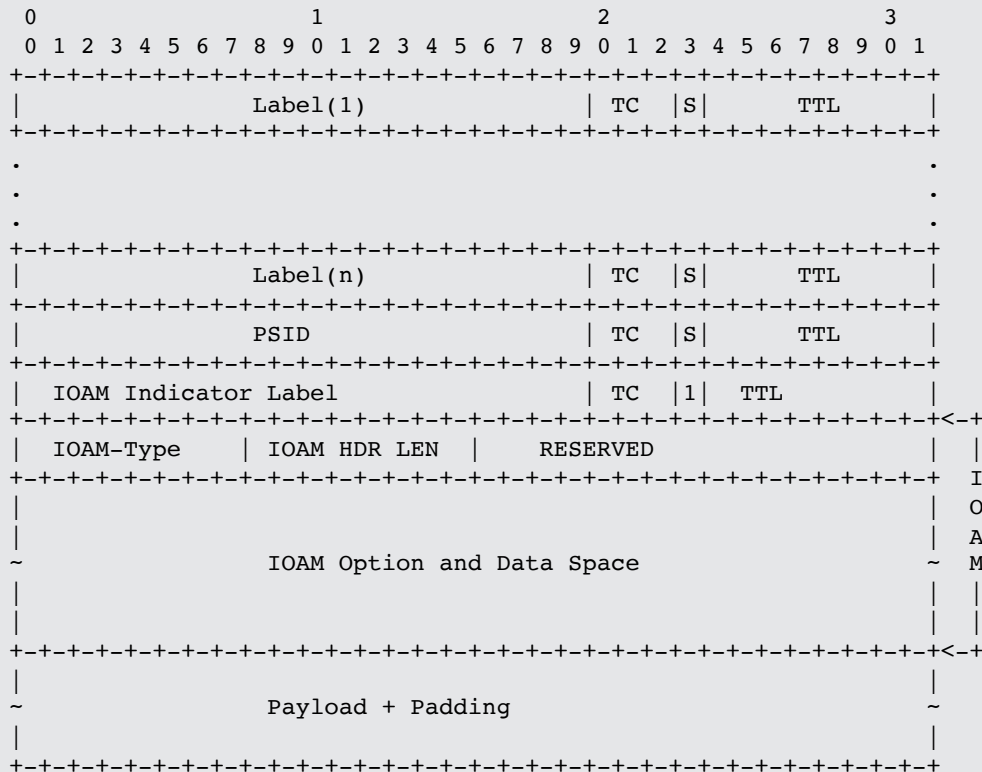 0                   1                   2                   3
 0 1 2 3 4 5 6 7 8 9 0 1 2 3 4 5 6 7 8 9 0 1 2 3 4 5 6 7 8 9 0 1
+-+-+-+-+-+-+-+-+-+-+-+-+-+-+-+-+-+-+-+-+-+-+-+-+-+-+-+-+-+-+-+-+
|                Label(1)               | TC  |S|      TTL      |
+-+-+-+-+-+-+-+-+-+-+-+-+-+-+-+-+-+-+-+-+-+-+-+-+-+-+-+-+-+-+-+-+
.                                                               .
.                                                               .
.                                                               .
+-+-+-+-+-+-+-+-+-+-+-+-+-+-+-+-+-+-+-+-+-+-+-+-+-+-+-+-+-+-+-+-+
|                Label(n)               | TC  |S|      TTL      |
+-+-+-+-+-+-+-+-+-+-+-+-+-+-+-+-+-+-+-+-+-+-+-+-+-+-+-+-+-+-+-+-+
|                PSID                   | TC  |S|      TTL      |
+-+-+-+-+-+-+-+-+-+-+-+-+-+-+-+-+-+-+-+-+-+-+-+-+-+-+-+-+-+-+-+-+
|  IOAM Indicator Label                 | TC  |1|  TTL          |
+-+-+-+-+-+-+-+-+-+-+-+-+-+-+-+-+-+-+-+-+-+-+-+-+-+-+-+-+-+-+-+-+<-+
|  IOAM-Type    | IOAM HDR LEN  |    RESERVED                   |  |
+-+-+-+-+-+-+-+-+-+-+-+-+-+-+-+-+-+-+-+-+-+-+-+-+-+-+-+-+-+-+-+-+  I
|                                                               |  O
|                                                               |  A
~                 IOAM Option and Data Space                    ~  M
|                                                               |  |
|                                                               |  |
+-+-+-+-+-+-+-+-+-+-+-+-+-+-+-+-+-+-+-+-+-+-+-+-+-+-+-+-+-+-+-+-+<-+
|                                                               |
~                 Payload + Padding                             ~
|                                                               |
+-+-+-+-+-+-+-+-+-+-+-+-+-+-+-+-+-+-+-+-+-+-+-+-+-+-+-+-+-+-+-+-+